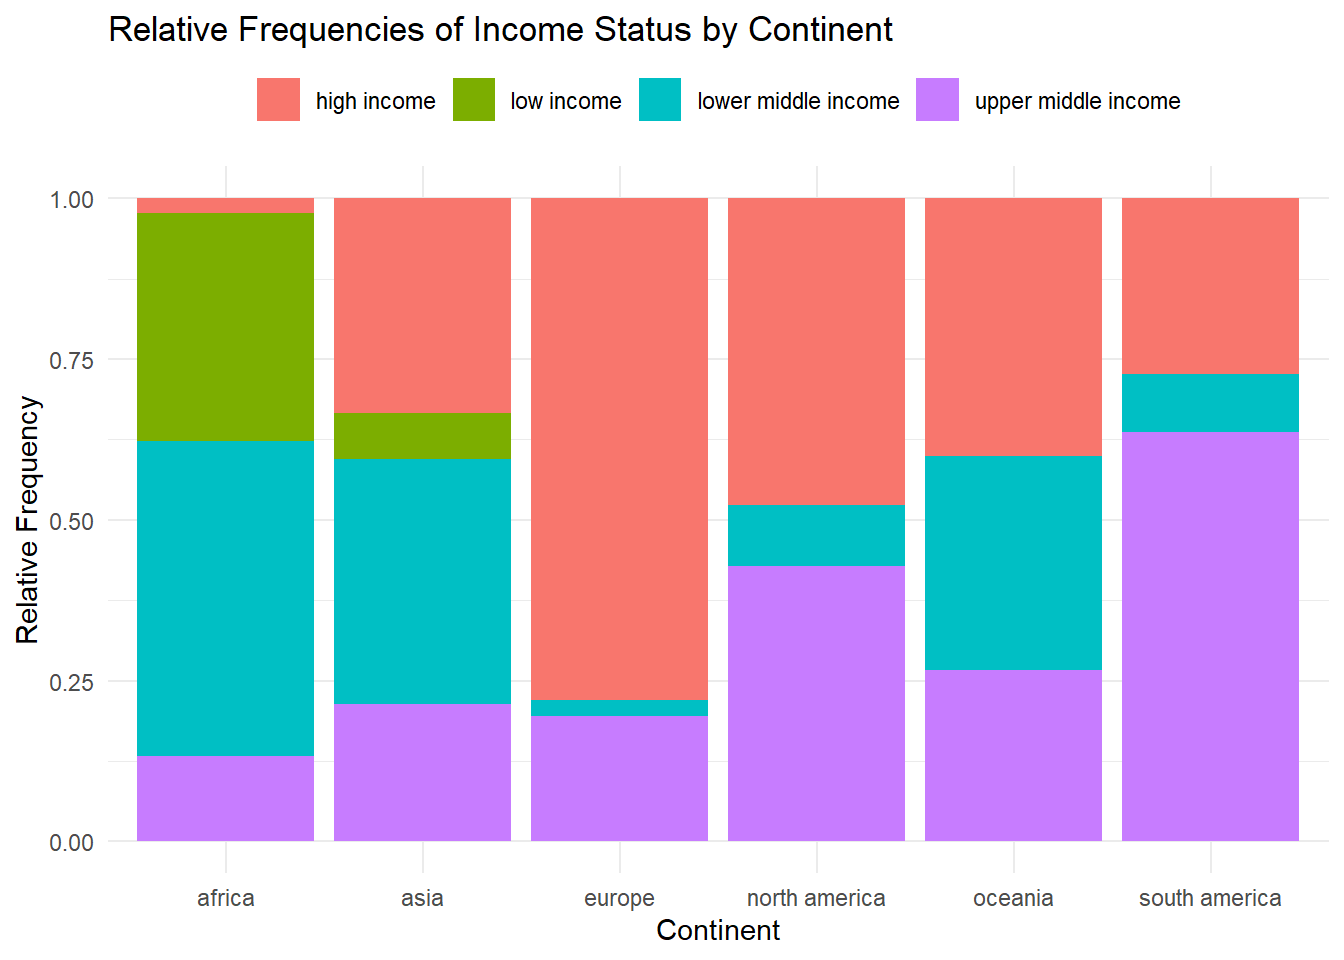 Relative Frequencies of Income Status by Continent
high income low income lower middle income upper middle income
1.00
0.75
0.50
0.25
0.00
Relative Frequency
africa asia europe north america oceania south america
Continent